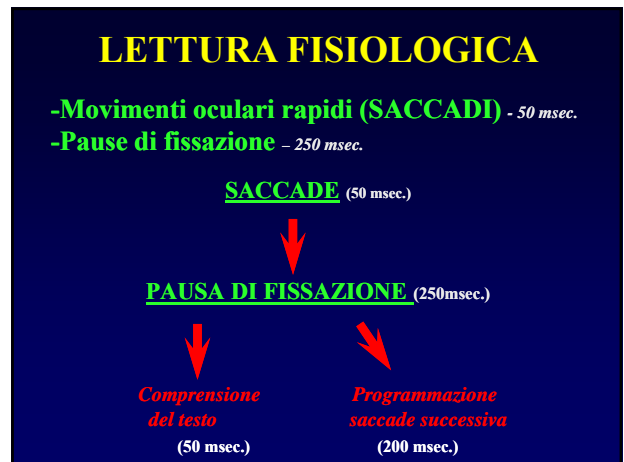 LETTURA FISIOLOGICA
-Movimenti oculari rapidi (SACCADI) - 50 msec.
-Pause di fissazione – 250 msec.
SACCADE (50 msec.)
PAUSA DI FISSAZIONE (250msec.)
Comprensione
del testo
(50 msec.)
Programmazione
saccade successiva
(200 msec.)